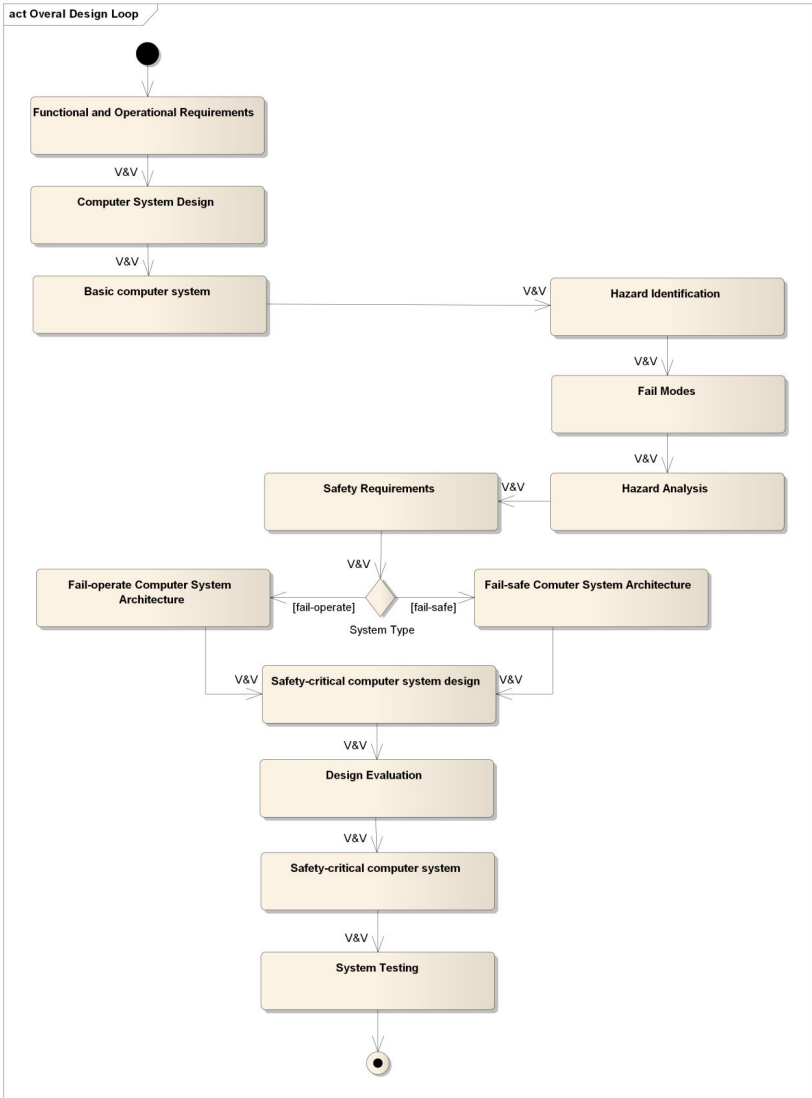 act Overal Design Loop
Functional and Operational Requirements
V&V
Computer System Design
V&V
Basic computer system
V&V
Hazard Identification
V&V
Fail Modes
V&V
Hazard Analysis
V&V
Safety Requirements
V&V
Fail-operate Computer System
Architecture
[fail-operate]
[fail-safe]
System Type
Fail-safe Comuter System Architecture
V&V
Safety-critical computer system design
V&V
V&V
Design Evaluation
V&V
Safety-critical computer system
V&V
System Testing